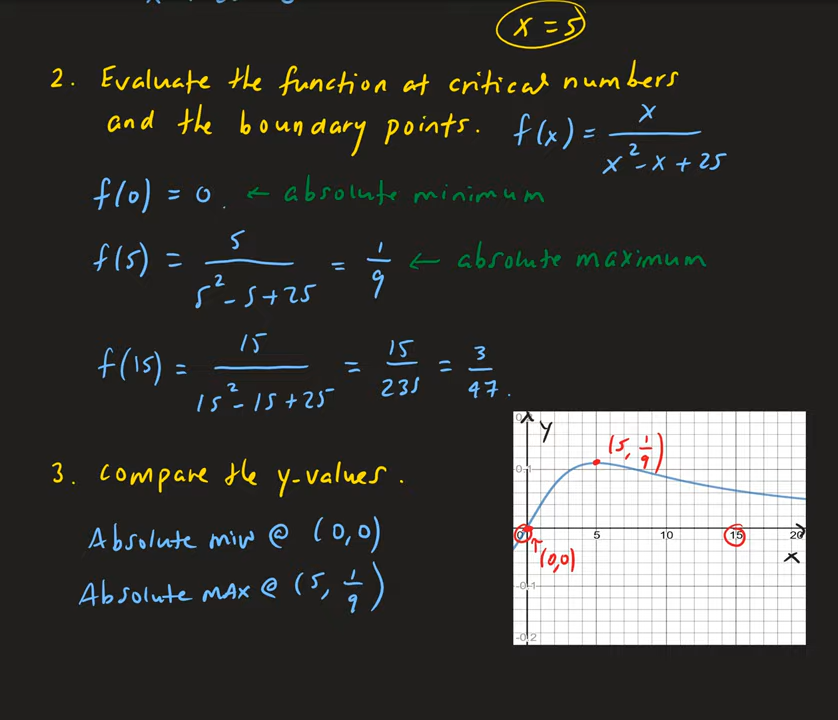 x = 5
2. Evaluate the function at critical numbers
and the boundary points. f(x) = x / (x² - x + 25)
f(0) = 0. ← absolute minimum
f(5) = 5 / (5² - 5 + 25) = 1/9 ← absolute maximum
f(15) = 15 / (15² - 15 + 25) = 15/235 = 3/47.
3. Compare the y-values.
Absolute min @ (0,0)
Absolute MAX @ (5, 1/9)
y
(5, 1/9)
0.1
0 5 10 15 20
(0,0)
x
-0.1
-0.2